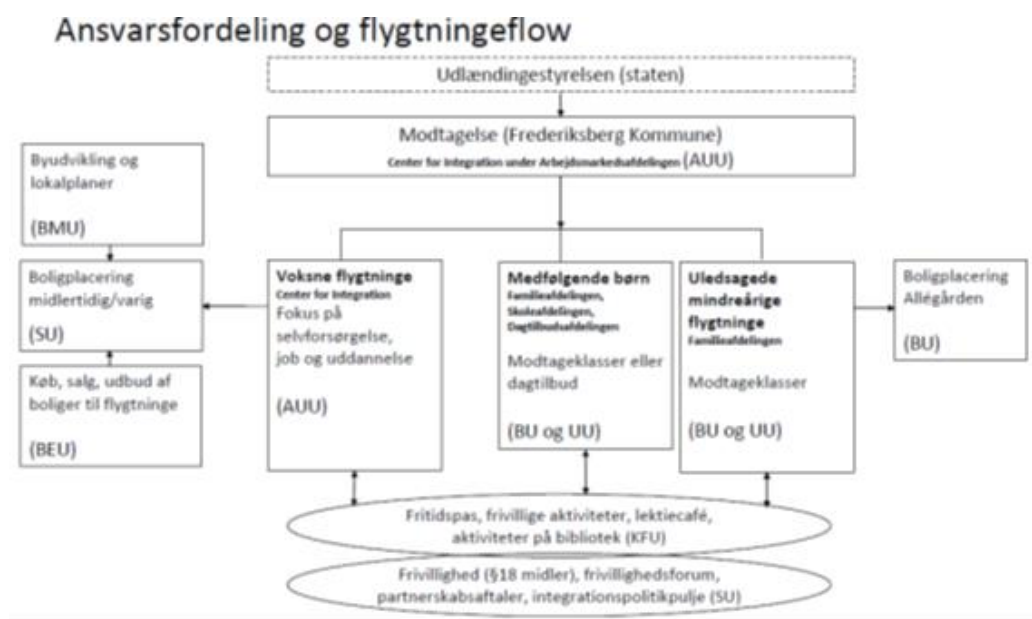 Ansvarsfordeling og flygtningeflow
Udlændingestyrelsen (staten)
Modtagelse (Frederiksberg Kommune)
Center for Integration under Arbejdsmarkedsafdelingen (AUU)
Byudvikling og
lokalplaner
(BMU)
Boligplacering
midlertidig/varig
(SU)
Køb, salg, udbud af
boliger til flygtninge
(BEU)
Voksne flygtninge
Center for Integration
Fokus på
selvforsørgelse,
job og uddannelse
(AUU)
Medfølgende børn
Familieafdelingen,
Skoleafdelingen,
Dagtilbudsafdelingen
Modtageklasser eller
dagtilbud
(BU og UU)
Uledsagede
mindreårige
flygtninge
Familieafdelingen
Modtageklasser
(BU og UU)
Boligplacering
Allégården
(BU)
Fritidspas, frivillige aktiviteter, lektiecafé,
aktiviteter på bibliotek (KFU)
Frivillighed (§18 midler), frivillighedsforum,
partnerskabsaftaler, integrationspolitikpulje (SU)